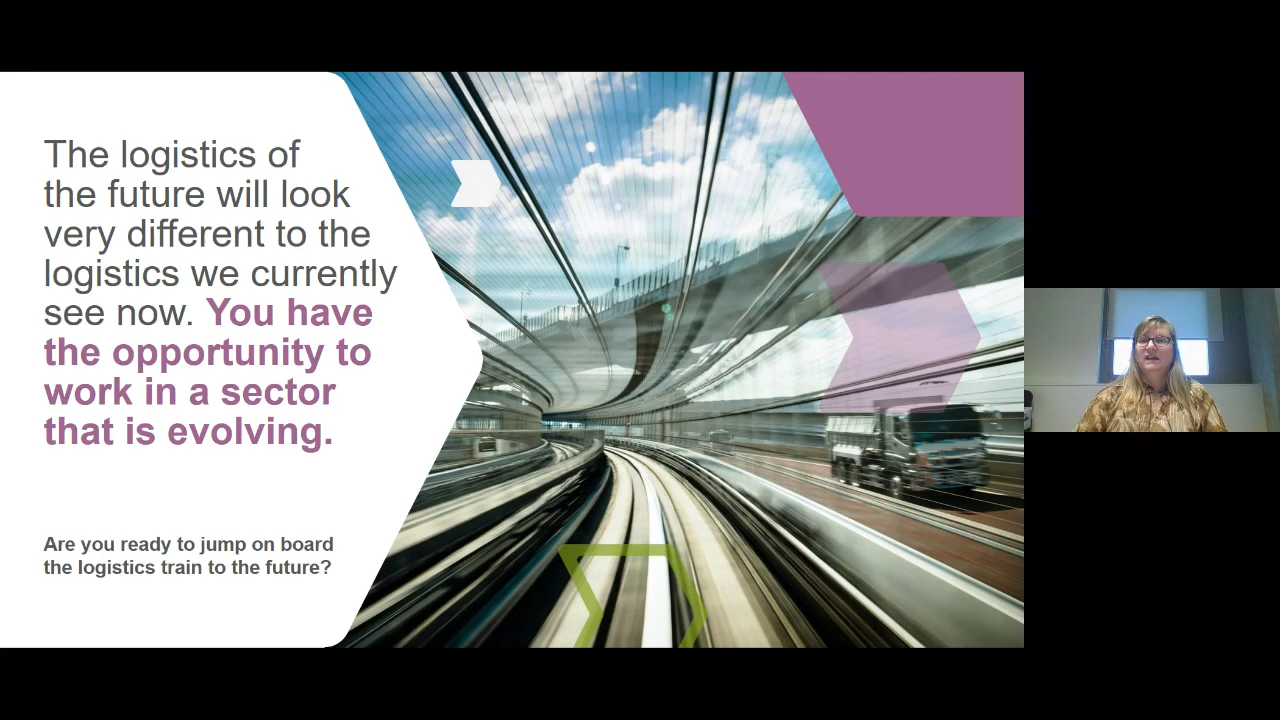 The logistics of
the future will look
very different to the
logistics we currently
see now. You have
the opportunity to
work in a sector
that is evolving.
Are you ready to jump on board
the logistics train to the future?